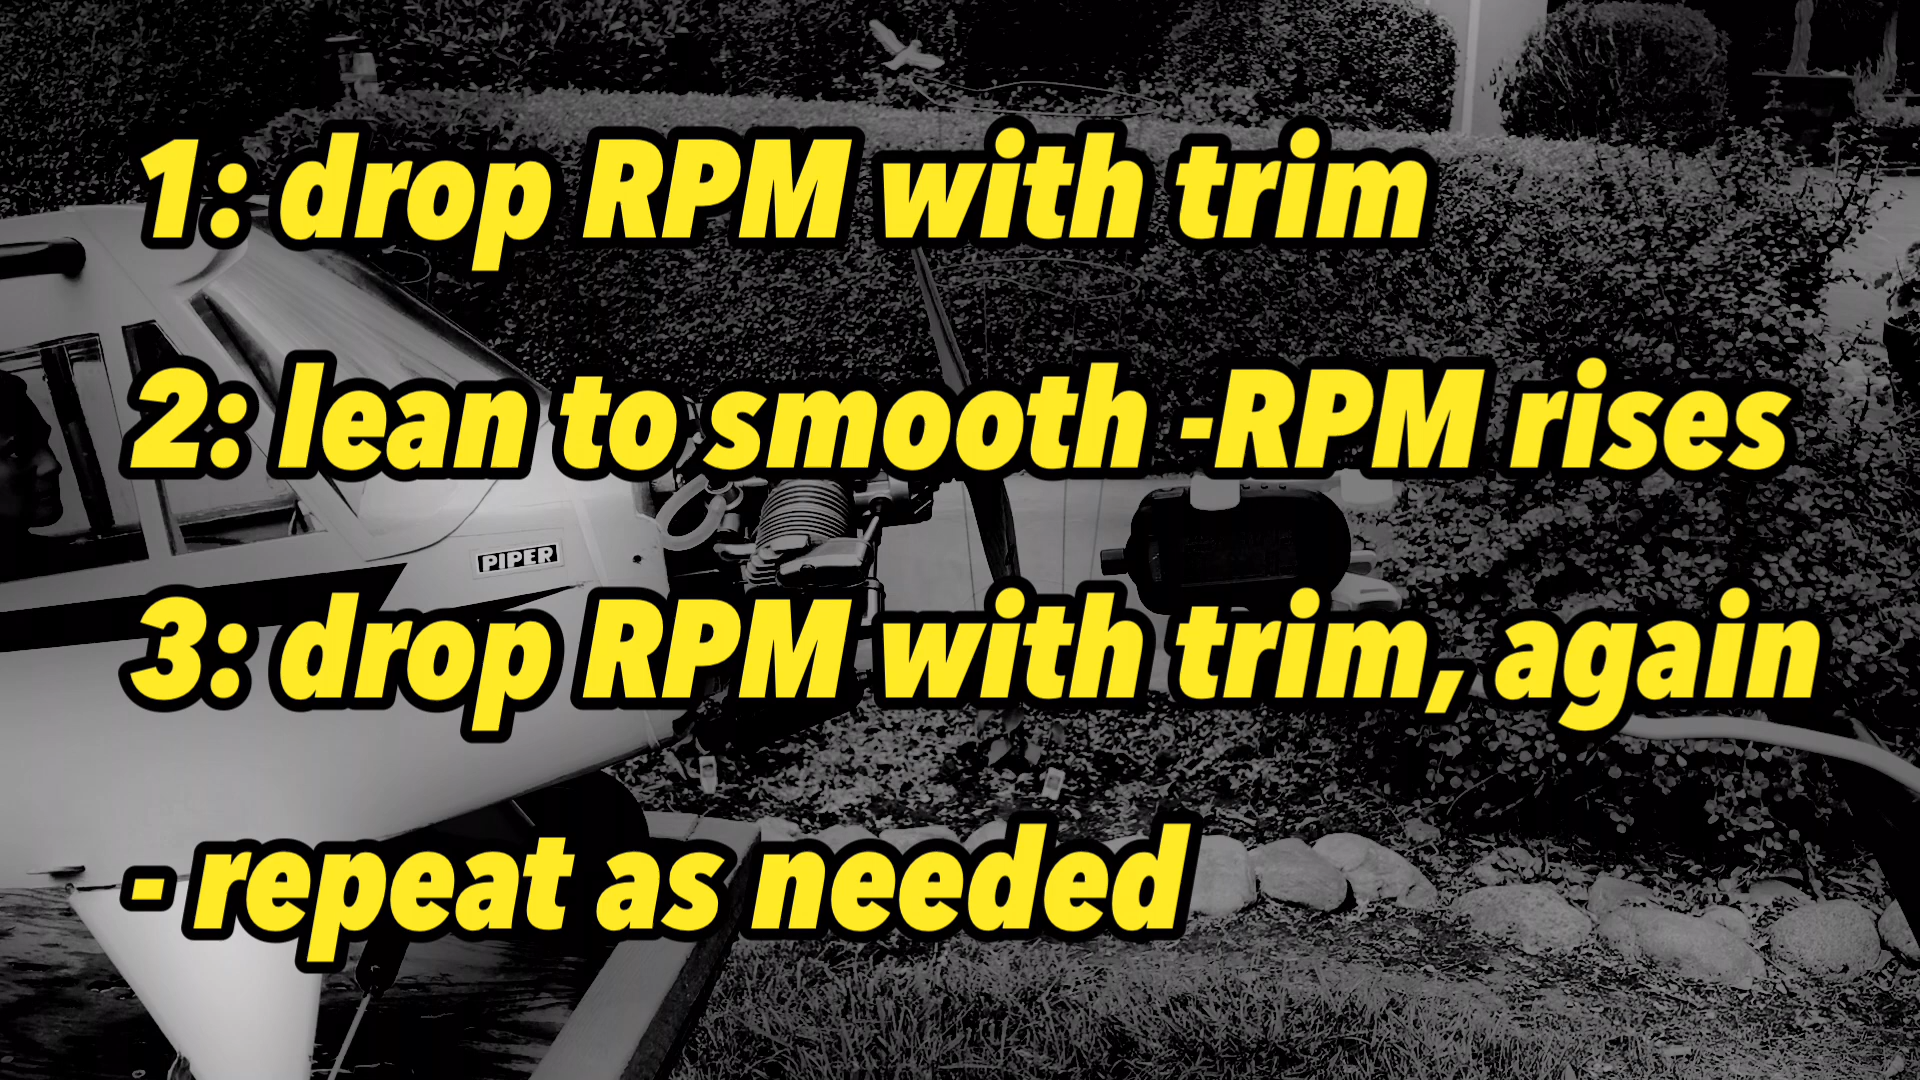 1: drop RPM with trim
2: lean to smooth -RPM rises
PIPER
3: drop RPM with trim, again
- repeat as needed